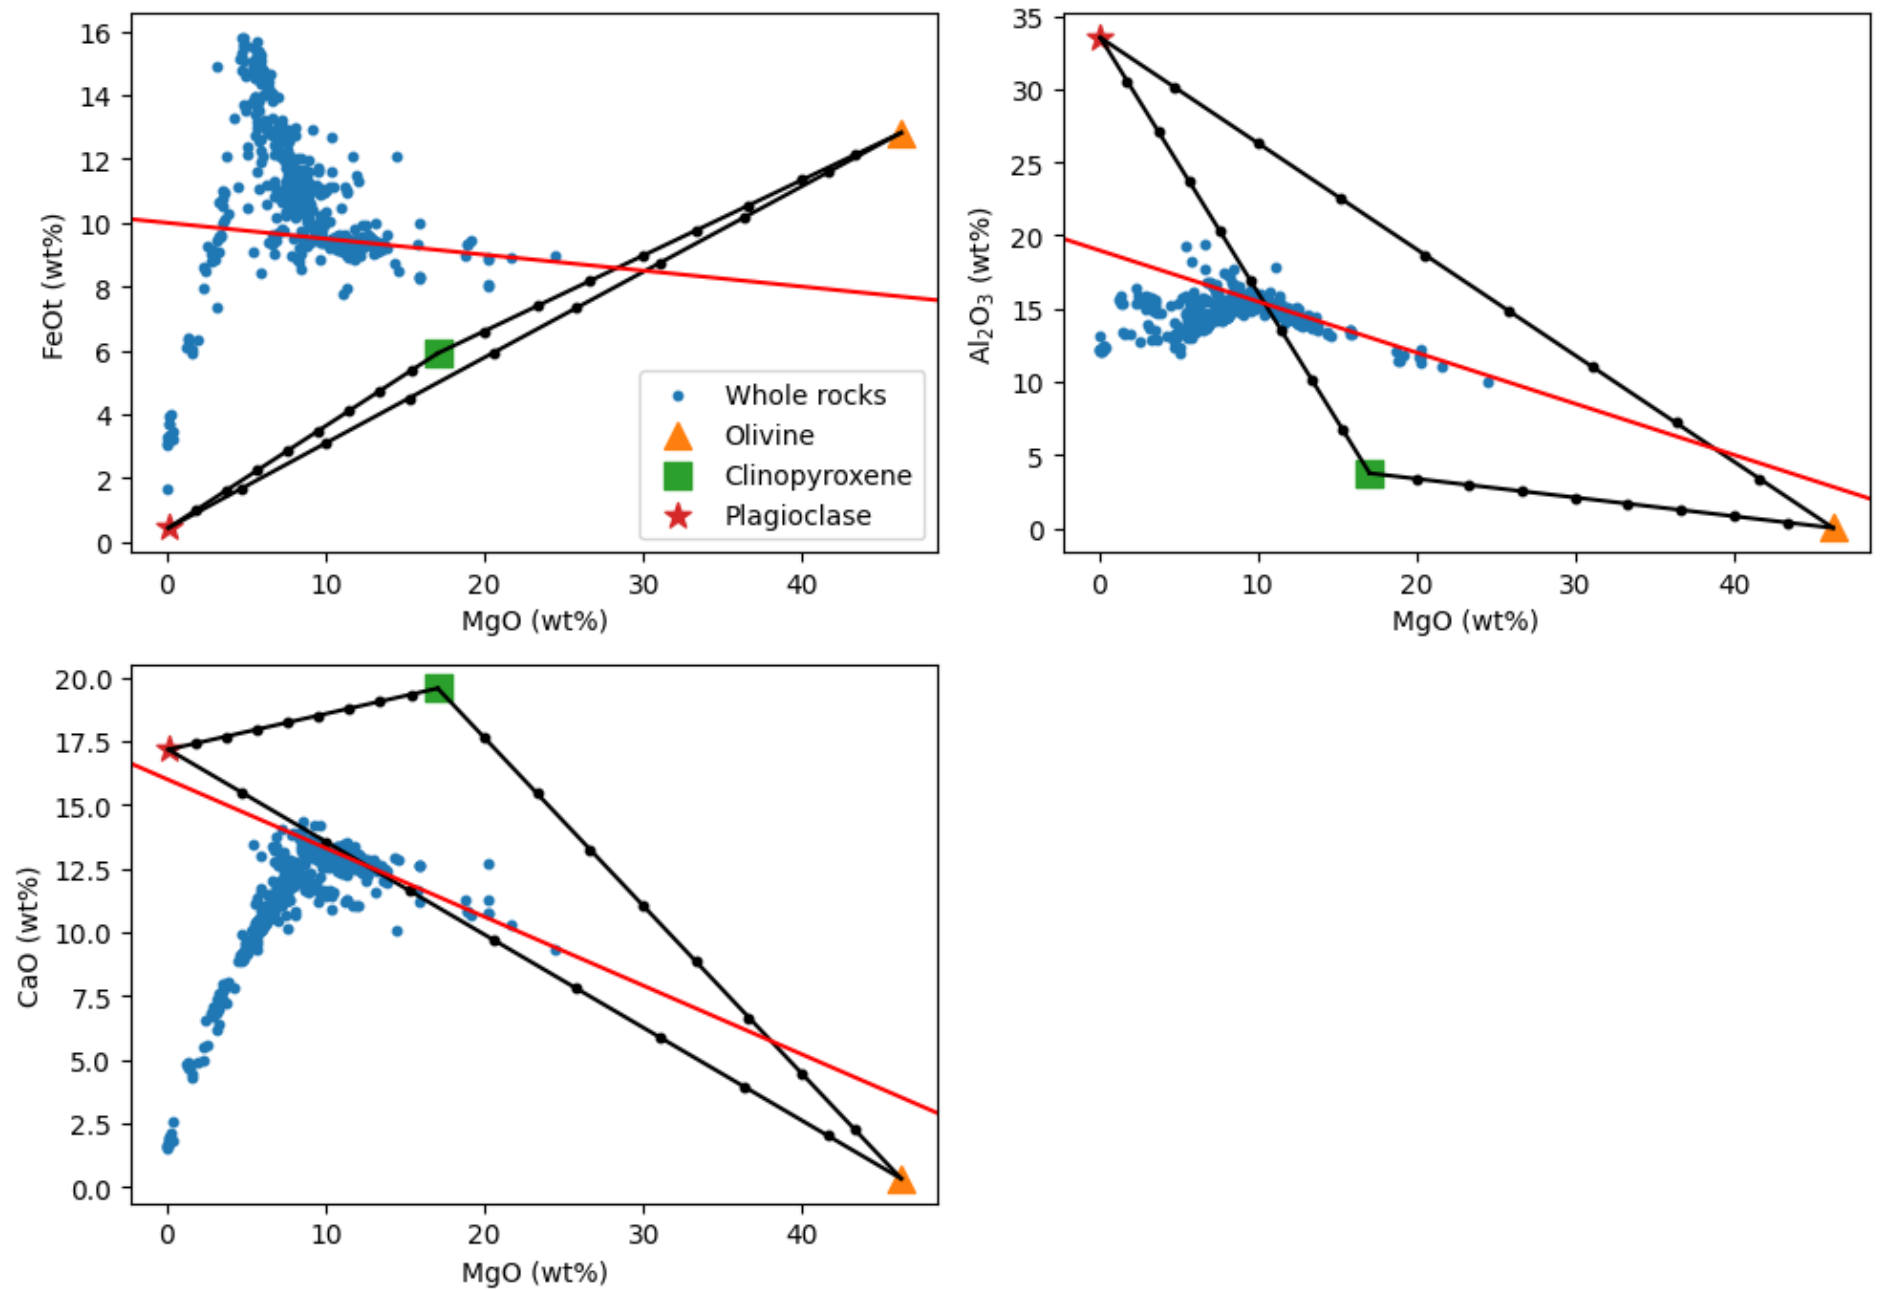 16
14
12
10
8
6
4
2
0
FeOt (wt%)
0 10 20 30 40
MgO (wt%)
Whole rocks
Olivine
Clinopyroxene
Plagioclase
35
30
25
20
15
10
5
0
Al₂O₃ (wt%)
0 10 20 30 40
MgO (wt%)
20.0
17.5
15.0
12.5
10.0
7.5
5.0
2.5
0.0
CaO (wt%)
0 10 20 30 40
MgO (wt%)